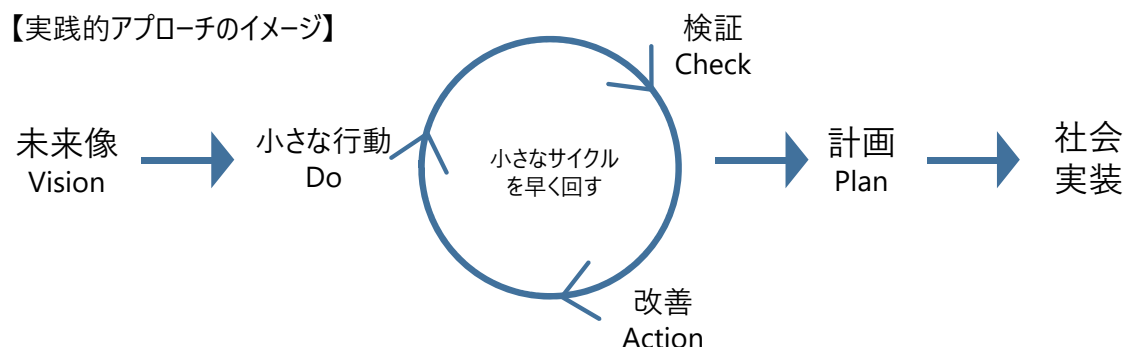 【実践的アプローチのイメージ】
検証
Check
未来像
Vision
小さな行動
Do
小さなサイクル
を早く回す
計画
Plan
社会
実装
改善
Action